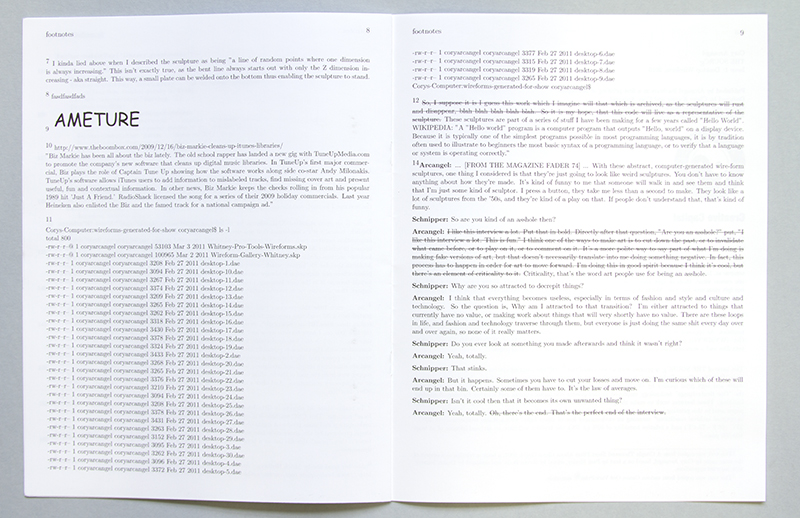 footnotes 8
7 I kinda lied above when I described the sculpture as being "a line of random points where one dimension
is always increasing." This isn't exactly true, as the bent line always starts out with only the Z dimension in-
creasing - aka straight. This way, a small plate can be welded onto the bottom thus enabling the sculpture to stand.
8 fasdfasdfads
9 AMETURE
10 http://www.theboombox.com/2009/12/16/biz-markie-cleans-up-itunes-libraries/
"Biz Markie has been all about the biz lately. The old school rapper has landed a new gig with TuneUpMedia.com
to promote the company's new software that cleans up digital music libraries. In TuneUp's first major commer-
cial, Biz plays the role of Captain Tune Up showing how the software works along side co-star Andy Milonakis.
TuneUp's software allows iTunes users to add information to mislabeled tracks, find missing cover art and present
useful, fun and contextual information. In other news, Biz Markie keeps the checks rolling in from his popular
1989 hit 'Just A Friend.' RadioShack licensed the song for a series of their 2009 holiday commercials. Last year
Heineken also enlisted the Biz and the famed track for a national campaign ad."
11
Corys-Computer:wireforms-generated-for-show coryarcangel$ ls -l
total 800
-rw-r-r-@ 1 coryarcangel coryarcangel 53103 Mar 3 2011 Whitney-Pro-Tools-Wireforms.skp
-rw-r-r-@ 1 coryarcangel coryarcangel 100965 Mar 2 2011 Wireform-Gallery-Whitney.skp
-rw-r-r- 1 coryarcangel coryarcangel 3208 Feb 27 2011 desktop-1.dae
-rw-r-r- 1 coryarcangel coryarcangel 3094 Feb 27 2011 desktop-10.dae
-rw-r-r- 1 coryarcangel coryarcangel 3267 Feb 27 2011 desktop-11.dae
-rw-r-r- 1 coryarcangel coryarcangel 3374 Feb 27 2011 desktop-12.dae
-rw-r-r- 1 coryarcangel coryarcangel 3209 Feb 27 2011 desktop-13.dae
-rw-r-r- 1 coryarcangel coryarcangel 3265 Feb 27 2011 desktop-14.dae
-rw-r-r- 1 coryarcangel coryarcangel 3262 Feb 27 2011 desktop-15.dae
-rw-r-r- 1 coryarcangel coryarcangel 3318 Feb 27 2011 desktop-16.dae
-rw-r-r- 1 coryarcangel coryarcangel 3430 Feb 27 2011 desktop-17.dae
-rw-r-r- 1 coryarcangel coryarcangel 3378 Feb 27 2011 desktop-18.dae
-rw-r-r- 1 coryarcangel coryarcangel 3324 Feb 27 2011 desktop-19.dae
-rw-r-r- 1 coryarcangel coryarcangel 3433 Feb 27 2011 desktop-2.dae
-rw-r-r- 1 coryarcangel coryarcangel 3268 Feb 27 2011 desktop-20.dae
-rw-r-r- 1 coryarcangel coryarcangel 3265 Feb 27 2011 desktop-21.dae
-rw-r-r- 1 coryarcangel coryarcangel 3376 Feb 27 2011 desktop-22.dae
-rw-r-r- 1 coryarcangel coryarcangel 3210 Feb 27 2011 desktop-23.dae
-rw-r-r- 1 coryarcangel coryarcangel 3094 Feb 27 2011 desktop-24.dae
-rw-r-r- 1 coryarcangel coryarcangel 3208 Feb 27 2011 desktop-25.dae
-rw-r-r- 1 coryarcangel coryarcangel 3378 Feb 27 2011 desktop-26.dae
-rw-r-r- 1 coryarcangel coryarcangel 3431 Feb 27 2011 desktop-27.dae
-rw-r-r- 1 coryarcangel coryarcangel 3263 Feb 27 2011 desktop-28.dae
-rw-r-r- 1 coryarcangel coryarcangel 3152 Feb 27 2011 desktop-29.dae
-rw-r-r- 1 coryarcangel coryarcangel 3095 Feb 27 2011 desktop-3.dae
-rw-r-r- 1 coryarcangel coryarcangel 3262 Feb 27 2011 desktop-30.dae
-rw-r-r- 1 coryarcangel coryarcangel 3096 Feb 27 2011 desktop-4.dae
-rw-r-r- 1 coryarcangel coryarcangel 3372 Feb 27 2011 desktop-5.dae
footnotes 9
-rw-r-r- 1 coryarcangel coryarcangel 3377 Feb 27 2011 desktop-6.dae
-rw-r-r- 1 coryarcangel coryarcangel 3315 Feb 27 2011 desktop-7.dae
-rw-r-r- 1 coryarcangel coryarcangel 3319 Feb 27 2011 desktop-8.dae
-rw-r-r- 1 coryarcangel coryarcangel 3265 Feb 27 2011 desktop-9.dae
Corys-Computer:wireforms-generated-for-show coryarcangel$
12 So, I suppose it is I guess this work which I imagine will that which is archived, as the sculptures will rust
and disappear, blah blah blah blah blah. So it is my hope, that this code will live as a representative of the
sculpture. These sculptures are part of a series of stuff I have been making for a few years called "Hello World".
WIKIPEDIA: "A "Hello world" program is a computer program that outputs "Hello, world" on a display device.
Because it is typically one of the simplest programs possible in most programming languages, it is by tradition
often used to illustrate to beginners the most basic syntax of a programming language, or to verify that a language
or system is operating correctly."
14 Arcangel: ... [FROM THE MAGAZINE FADER 74] ... With these abstract, computer-generated wire-form
sculptures, one thing I considered is that they're just going to look like weird sculptures. You don't have to know
anything about how they're made. It's kind of funny to me that someone will walk in and see them and think
that I'm just some kind of sculptor. I press a button, they take me less than a second to make. They look like a
lot of sculptures from the '50s, and they're kind of a play on that. If people don't understand that, that's kind of
funny.
Schnipper: So are you kind of an asshole then?
Arcangel: I like this interview a lot. Put that in bold. Directly after that question, "Are you an asshole?" put, "I
like this interview a lot. This is fun." I think one of the ways to make art is to cut down the past, or to invalidate
what came before, or to play on it, or to comment on it. It's a more polite way to say part of what I'm doing is
making fake versions of art, but that doesn't necessarily translate into me doing something negative. In fact, this
process has to happen in order for art to move forward. I'm doing this in good spirit because I think it's cool, but
there's an element of criticality to it. Criticality, that's the word art people use for being an asshole.
Schnipper: Why are you so attracted to decrepit things?
Arcangel: I think that everything becomes useless, especially in terms of fashion and style and culture and
technology. So the question is, Why am I attracted to that transition? I'm either attracted to things that
currently have no value, or making work about things that will very shortly have no value. There are these loops
in life, and fashion and technology traverse through them, but everyone is just doing the same shit every day over
and over again, so none of it really matters.
Schnipper: Do you ever look at something you made afterwards and think it wasn't right?
Arcangel: Yeah, totally.
Schnipper: That stinks.
Arcangel: But it happens. Sometimes you have to cut your losses and move on. I'm curious which of these will
end up in that bin. Certainly some of them have to. It's the law of averages.
Schnipper: Isn't it cool then that it becomes its own unwanted thing?
Arcangel: Yeah, totally. Oh, there's the end. That's the perfect end of the interview.